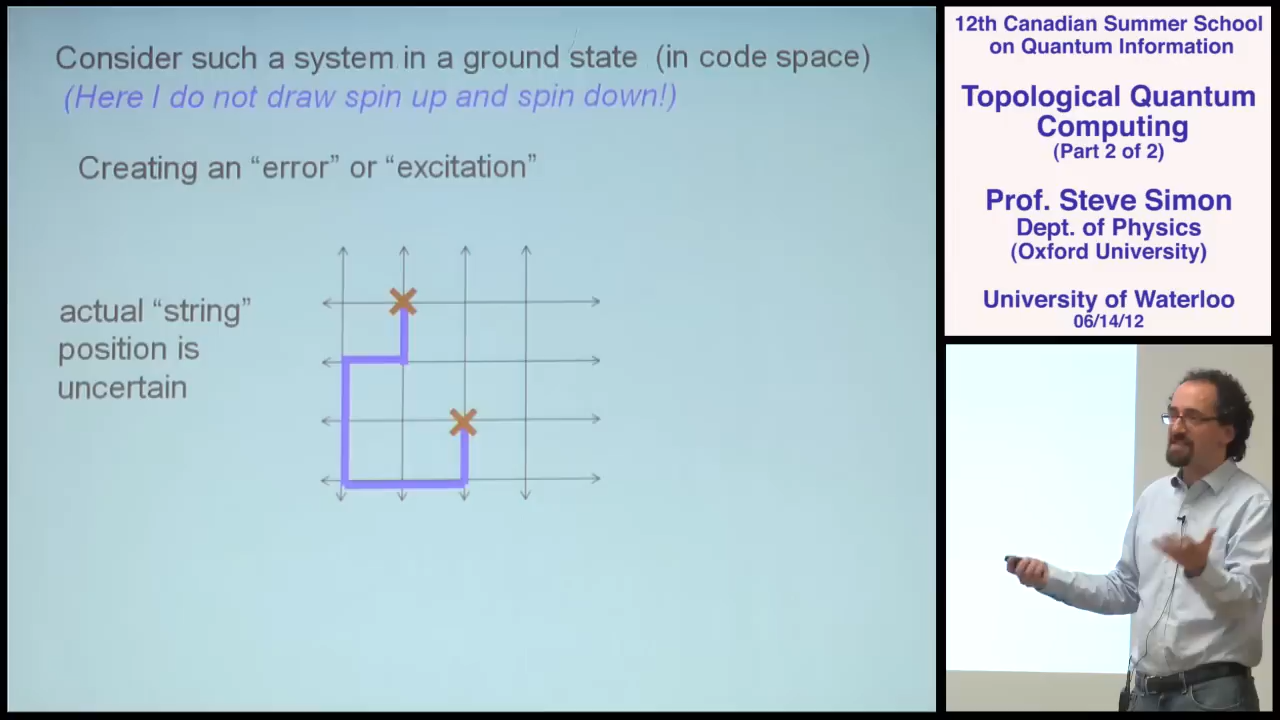 Consider such a system in a ground state (in code space)
(Here I do not draw spin up and spin down!)
Creating an “error” or “excitation”
actual “string”
position is
uncertain
12th Canadian Summer School
on Quantum Information
Topological Quantum
Computing
(Part 2 of 2)
Prof. Steve Simon
Dept. of Physics
(Oxford University)
University of Waterloo
06/14/12